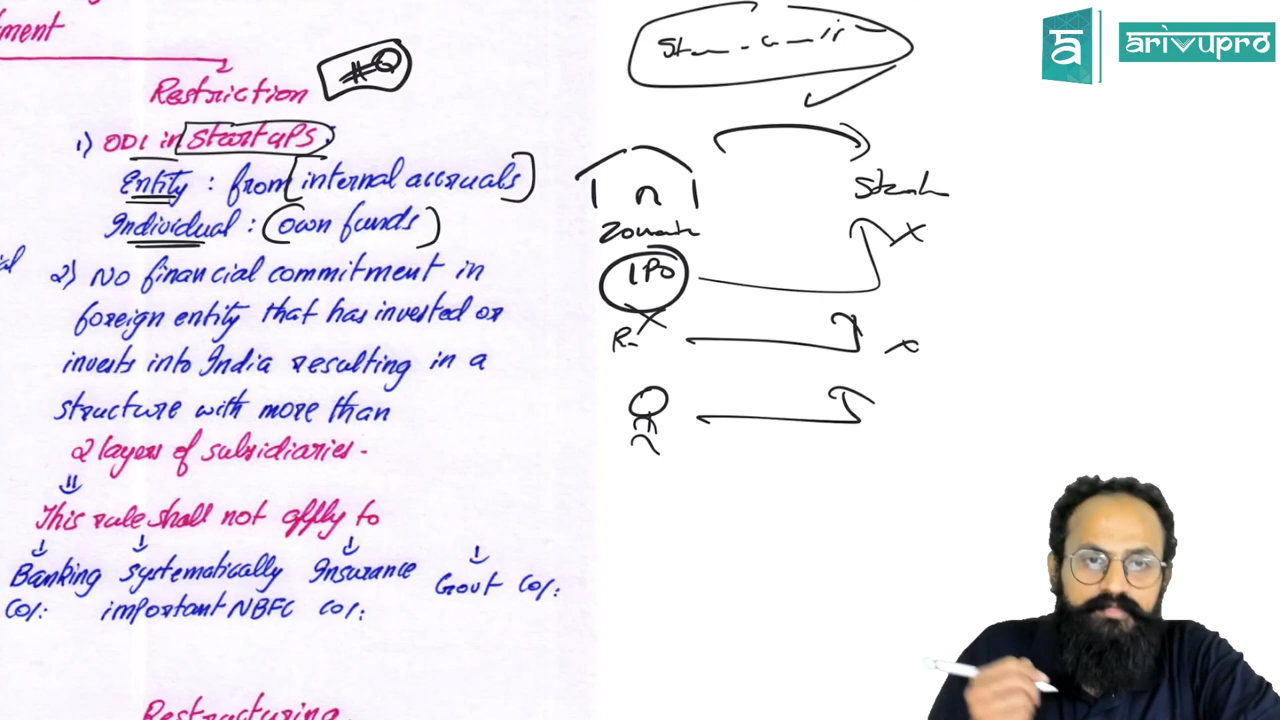 ment
Restriction
1) ODI in Startups.
Entity : from (internal accruals)
Individual : (own funds)
al
2) No financial commitment in
foreign entity that has invested or
invests into India resulting in a
structure with more than
2 layers of subsidiaries.
This rule shall not apply to
Banking Co/:
Systematically important NBFC
Insurance Co/:
Govt Co/:
Restructuring
Zomato
IPO
arivupro